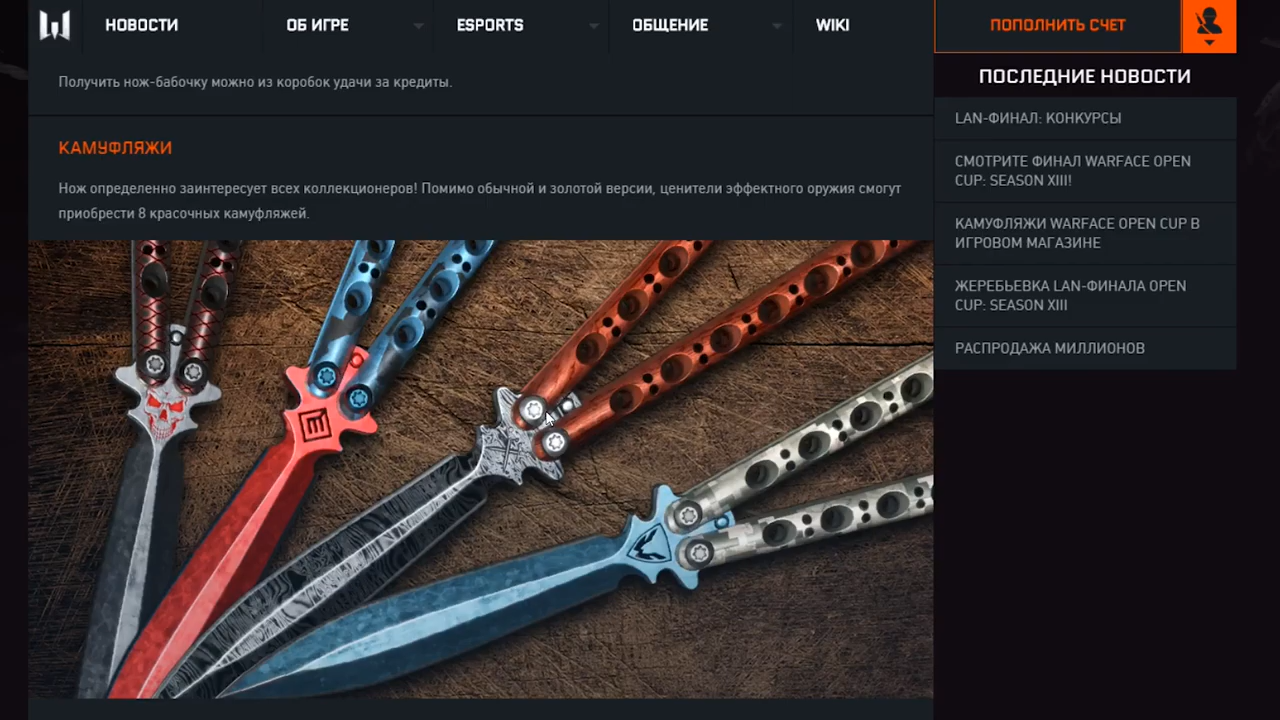 НОВОСТИ
ОБ ИГРЕ
ESPORTS
ОБЩЕНИЕ
WIKI
ПОПОЛНИТЬ СЧЕТ
Получить нож-бабочку можно из коробок удачи за кредиты.
КАМУФЛЯЖИ
Нож определенно заинтересует всех коллекционеров! Помимо обычной и золотой версии, ценители эффектного оружия смогут
приобрести 8 красочных камуфляжей.
ПОСЛЕДНИЕ НОВОСТИ
LAN-ФИНАЛ: КОНКУРСЫ
СМОТРИТЕ ФИНАЛ WARFACE OPEN
CUP: SEASON XIII!
КАМУФЛЯЖИ WARFACE OPEN CUP В
ИГРОВОМ МАГАЗИНЕ
ЖЕРЕБЬЕВКА LAN-ФИНАЛА OPEN
CUP: SEASON XIII
РАСПРОДАЖА МИЛЛИОНОВ